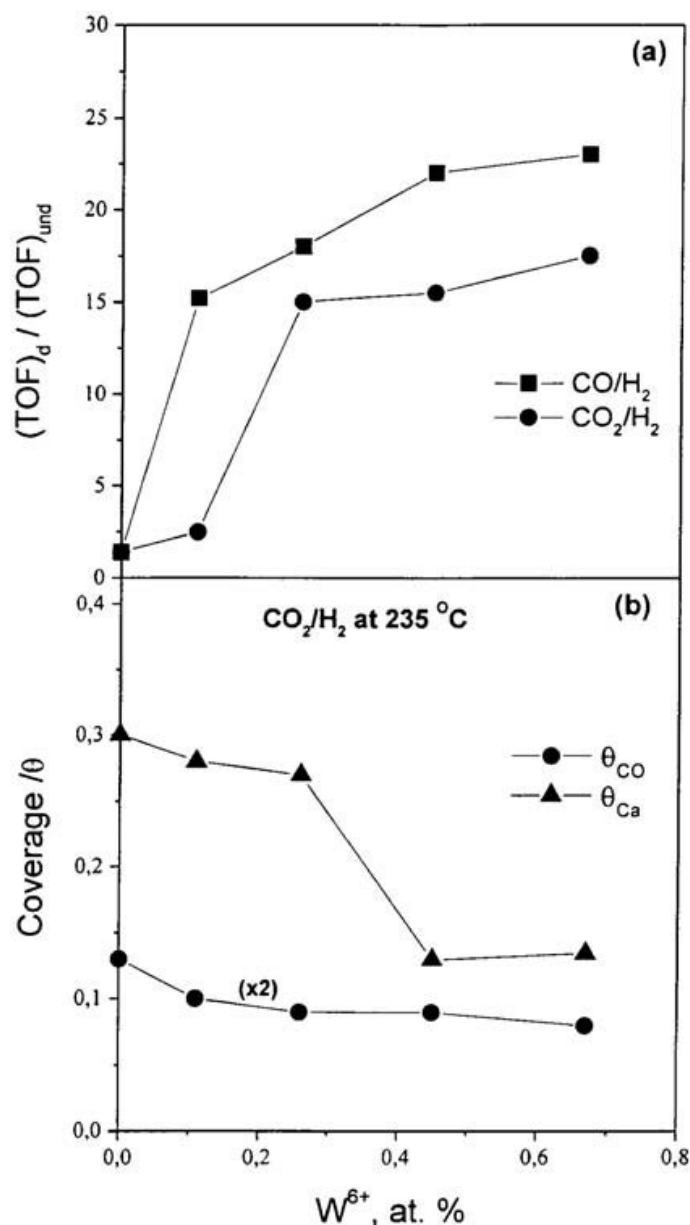 30
(a)
25
20
15
10
5
0
(TOF)d / (TOF)und
CO/H2
CO2/H2
0,4
CO2/H2 at 235 °C
(b)
0,3
0,2
0,1
0,0
Coverage /θ
θCO
θCa
(x2)
0,0 0,2 0,4 0,6 0,8
W6+, at. %